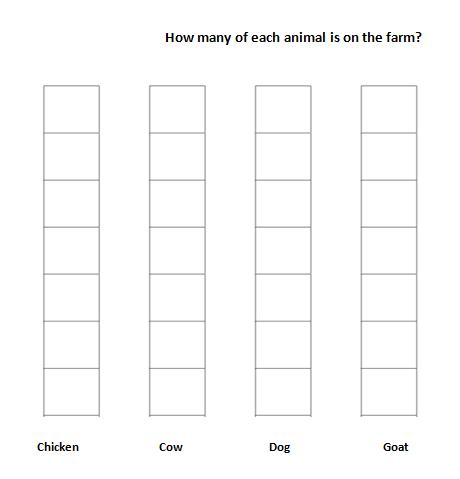 How many of each animal is on the farm?
Chicken Cow Dog Goat